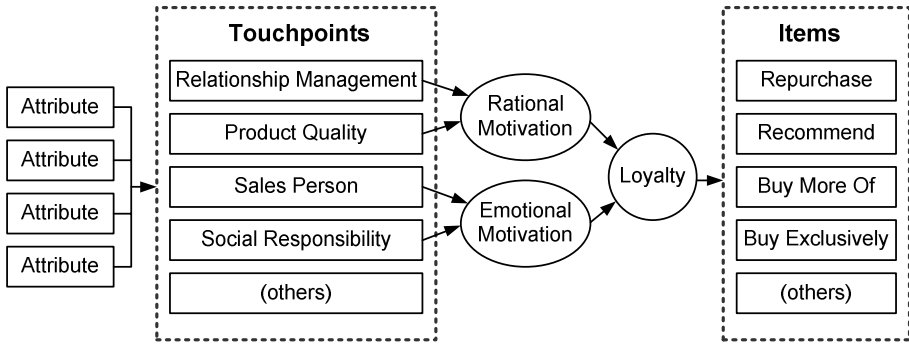 Touchpoints
Items
Attribute
Attribute
Attribute
Attribute
Relationship Management
Product Quality
Sales Person
Social Responsibility
(others)
Rational
Motivation
Emotional
Motivation
Loyalty
Repurchase
Recommend
Buy More Of
Buy Exclusively
(others)